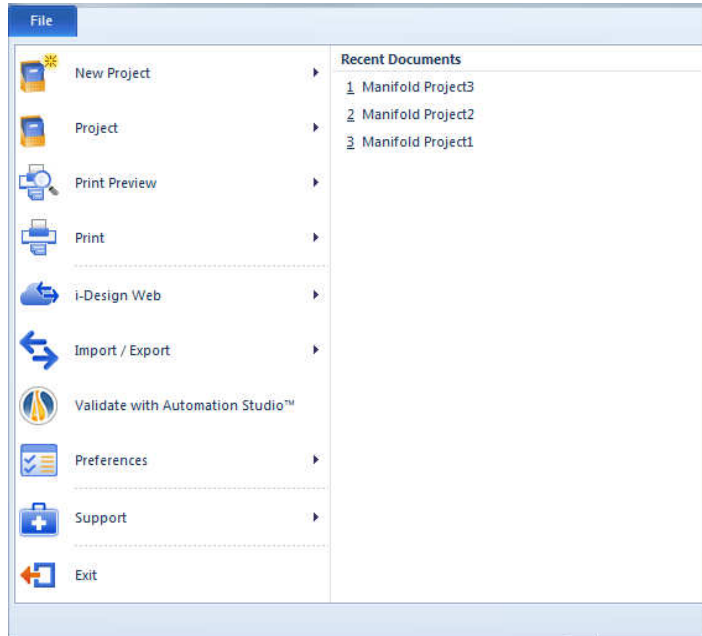 File
New Project
Project
Print Preview
Print
i-Design Web
Import / Export
Validate with Automation Studio™
Preferences
Support
Exit
Recent Documents
1 Manifold Project3
2 Manifold Project2
3 Manifold Project1